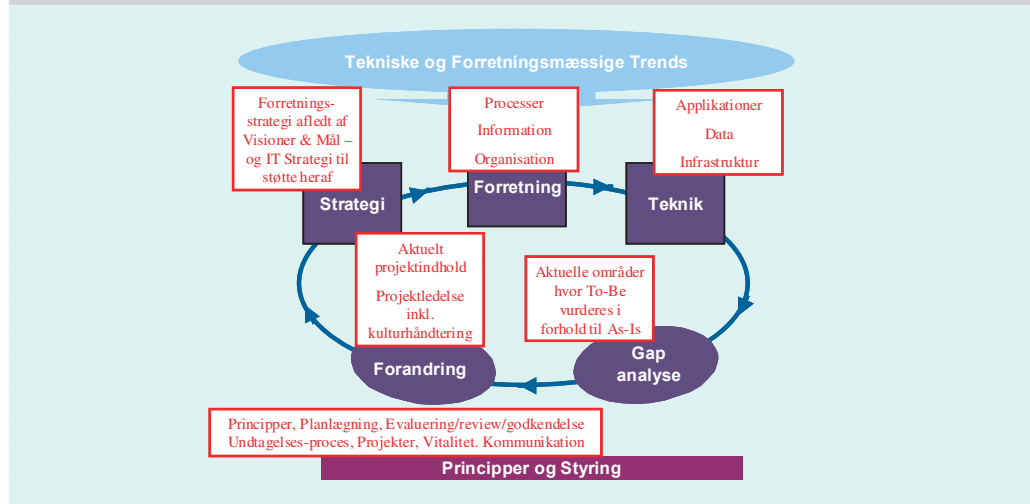 Tekniske og Forretningsmæssige Trends
Forretnings-
strategi afledt af
Visioner & Mål –
og IT Strategi til
støtte heraf
Strategi
Processer
Information
Organisation
Forretning
Applikationer
Data
Infrastruktur
Teknik
Aktuelt
projektindhold
Projektledelse
inkl.
kulturhåndtering
Forandring
Aktuelle områder
hvor To-Be
vurderes i
forhold til As-Is
Gap
analyse
Principper, Planlægning, Evaluering/review/godkendelse
Undtagelses-proces, Projekter, Vitalitet. Kommunikation
Principper og Styring